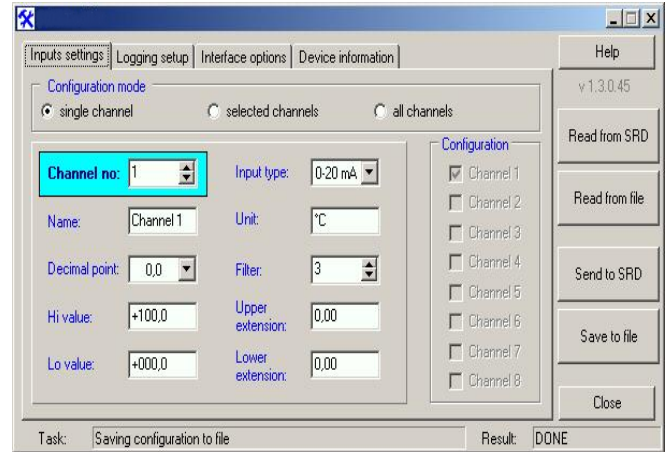 Inputs settings Logging setup Interface options Device information
Help
v 1.3.0.45
Configuration mode
single channel selected channels all channels
Read from SRD
Read from file
Send to SRD
Save to file
Close
Channel no: 1 Input type: 0-20 mA
Name: Channel 1 Unit: °C
Decimal point: 0,0 Filter: 3
Hi value: +100,0 Upper extension: 0,00
Lo value: +000,0 Lower extension: 0,00
Configuration
Channel 1
Channel 2
Channel 3
Channel 4
Channel 5
Channel 6
Channel 7
Channel 8
Task: Saving configuration to file Result: DONE